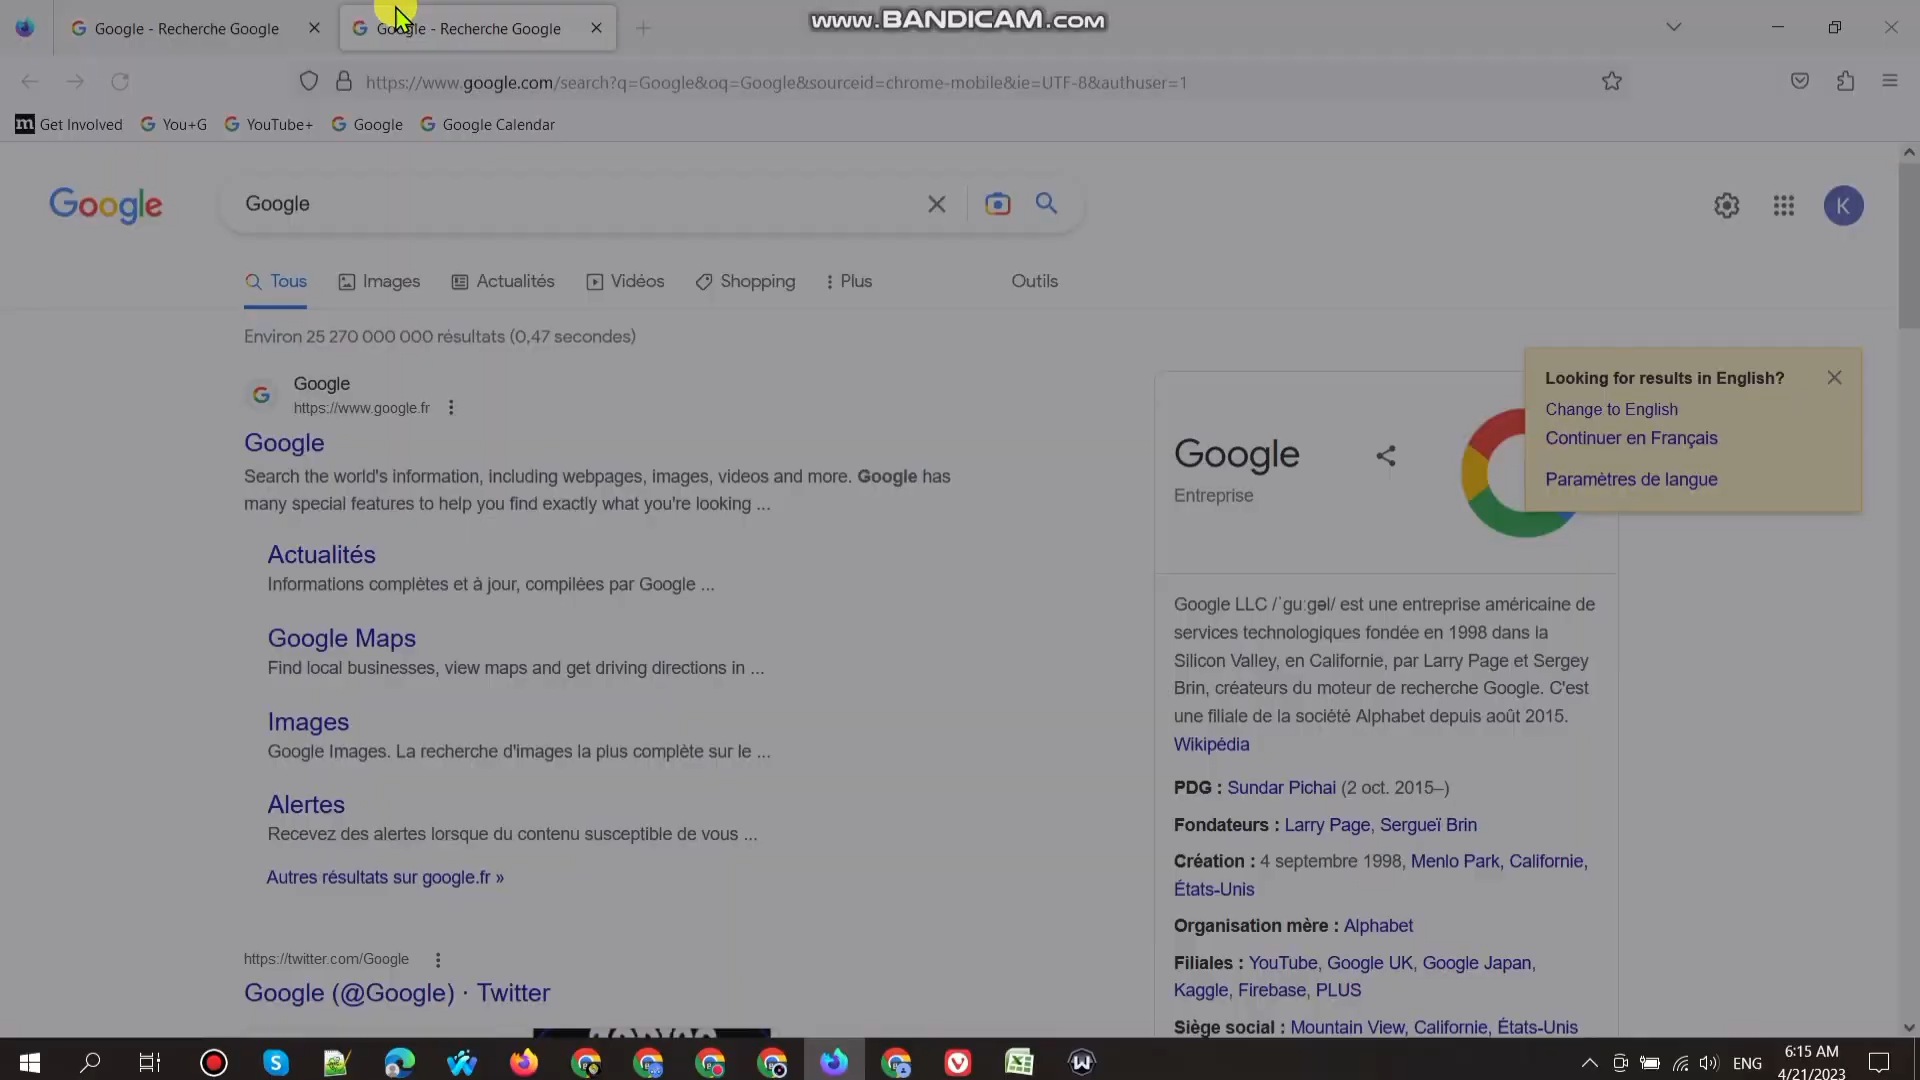 Google - Recherche Google
Google - Recherche Google
www.BANDICAM.com
https://www.google.com/search?q=Google&oq=Google&sourceid=chrome-mobile&ie=UTF-8&authuser=1
Get Involved
You+G
YouTube+
Google
Google Calendar
Google
Google
K
Tous
Images
Actualités
Vidéos
Shopping
Plus
Outils
Environ 25 270 000 000 résultats (0,47 secondes)
Google
https://www.google.fr
Google
Search the world's information, including webpages, images, videos and more. Google has
many special features to help you find exactly what you're looking ...
Actualités
Informations complètes et à jour, compilées par Google ...
Google Maps
Find local businesses, view maps and get driving directions in ...
Images
Google Images. La recherche d'images la plus complète sur le ...
Alertes
Recevez des alertes lorsque du contenu susceptible de vous ...
Autres résultats sur google.fr »
https://twitter.com/Google
Google (@Google) · Twitter
Looking for results in English?
Change to English
Continuer en Français
Paramètres de langue
Google
Entreprise
Google LLC /ˈguːgəl/ est une entreprise américaine de
services technologiques fondée en 1998 dans la
Silicon Valley, en Californie, par Larry Page et Sergey
Brin, créateurs du moteur de recherche Google. C'est
une filiale de la société Alphabet depuis août 2015.
Wikipédia
PDG : Sundar Pichai (2 oct. 2015–)
Fondateurs : Larry Page, Sergueï Brin
Création : 4 septembre 1998, Menlo Park, Californie,
États-Unis
Organisation mère : Alphabet
Filiales : YouTube, Google UK, Google Japan,
Kaggle, Firebase, PLUS
Siège social : Mountain View, Californie, États-Unis
ENG
6:15 AM
4/21/2023